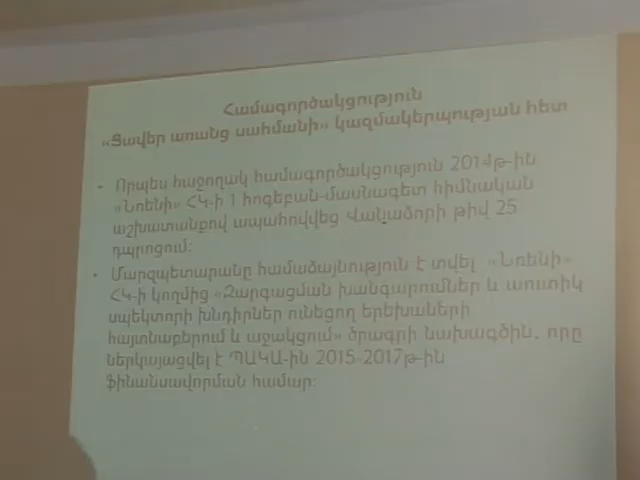 Համագործակցություն
«Ցավեր առանց սահմանի» կազմակերպության հետ
• Որպես հաջողակ համագործակցություն 2014թ-ին
«Նոենի» ՀԿ-ի 1 հոգեբան-մասնագետ հիմնական
աշխատանքով ապահովվեց Վանաձորի թիվ 25
դպրոցում:
• Մարզպետարանը համաձայնություն է տվել «Նոենի»
ՀԿ-ի կողմից «Զարգացման խանգարումներ և աուտիկ
սպեկտորի խնդիրներ ունեցող երեխաների
հայտնաբերում և աջակցում» ծրագրի նախագծին, որը
ներկայացվել է ՊԱԿԱ-ին 2015-2017թ-ին
ֆինանսավորման համար: